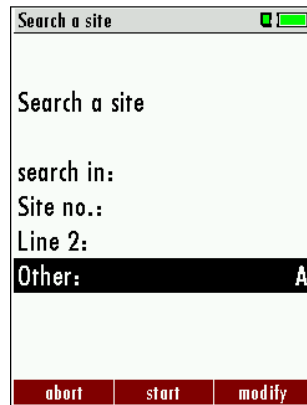 Search a site
Search a site
search in:
Site no.:
Line 2:
Other: A
abort start modify